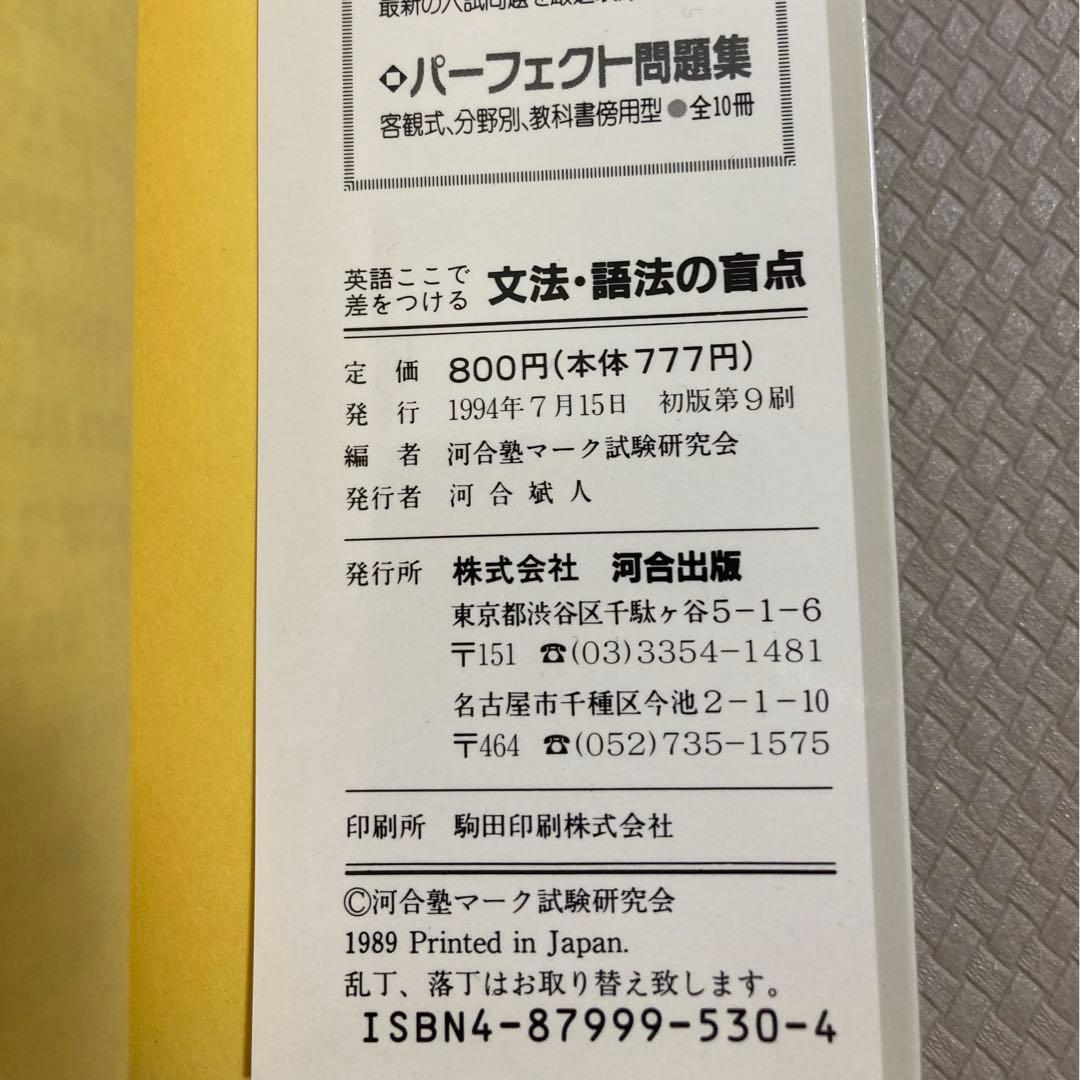 最新の入試問題を
◇パーフェクト問題集
客観式、分野別、教科書傍用型●全10冊
英語ここで差をつける 文法・語法の盲点
定価 800円(本体777円)
発行 1994年7月15日 初版第9刷
編者 河合塾マーク試験研究会
発行者 河合斌人
発行所 株式会社 河合出版
東京都渋谷区千駄ヶ谷5-1-6
〒151 ☎(03)3354-1481
名古屋市千種区今池2-1-10
〒464 ☎(052)735-1575
印刷所 駒田印刷株式会社
©河合塾マーク試験研究会
1989 Printed in Japan.
乱丁、落丁はお取り替え致します。
ISBN4-87999-530-4